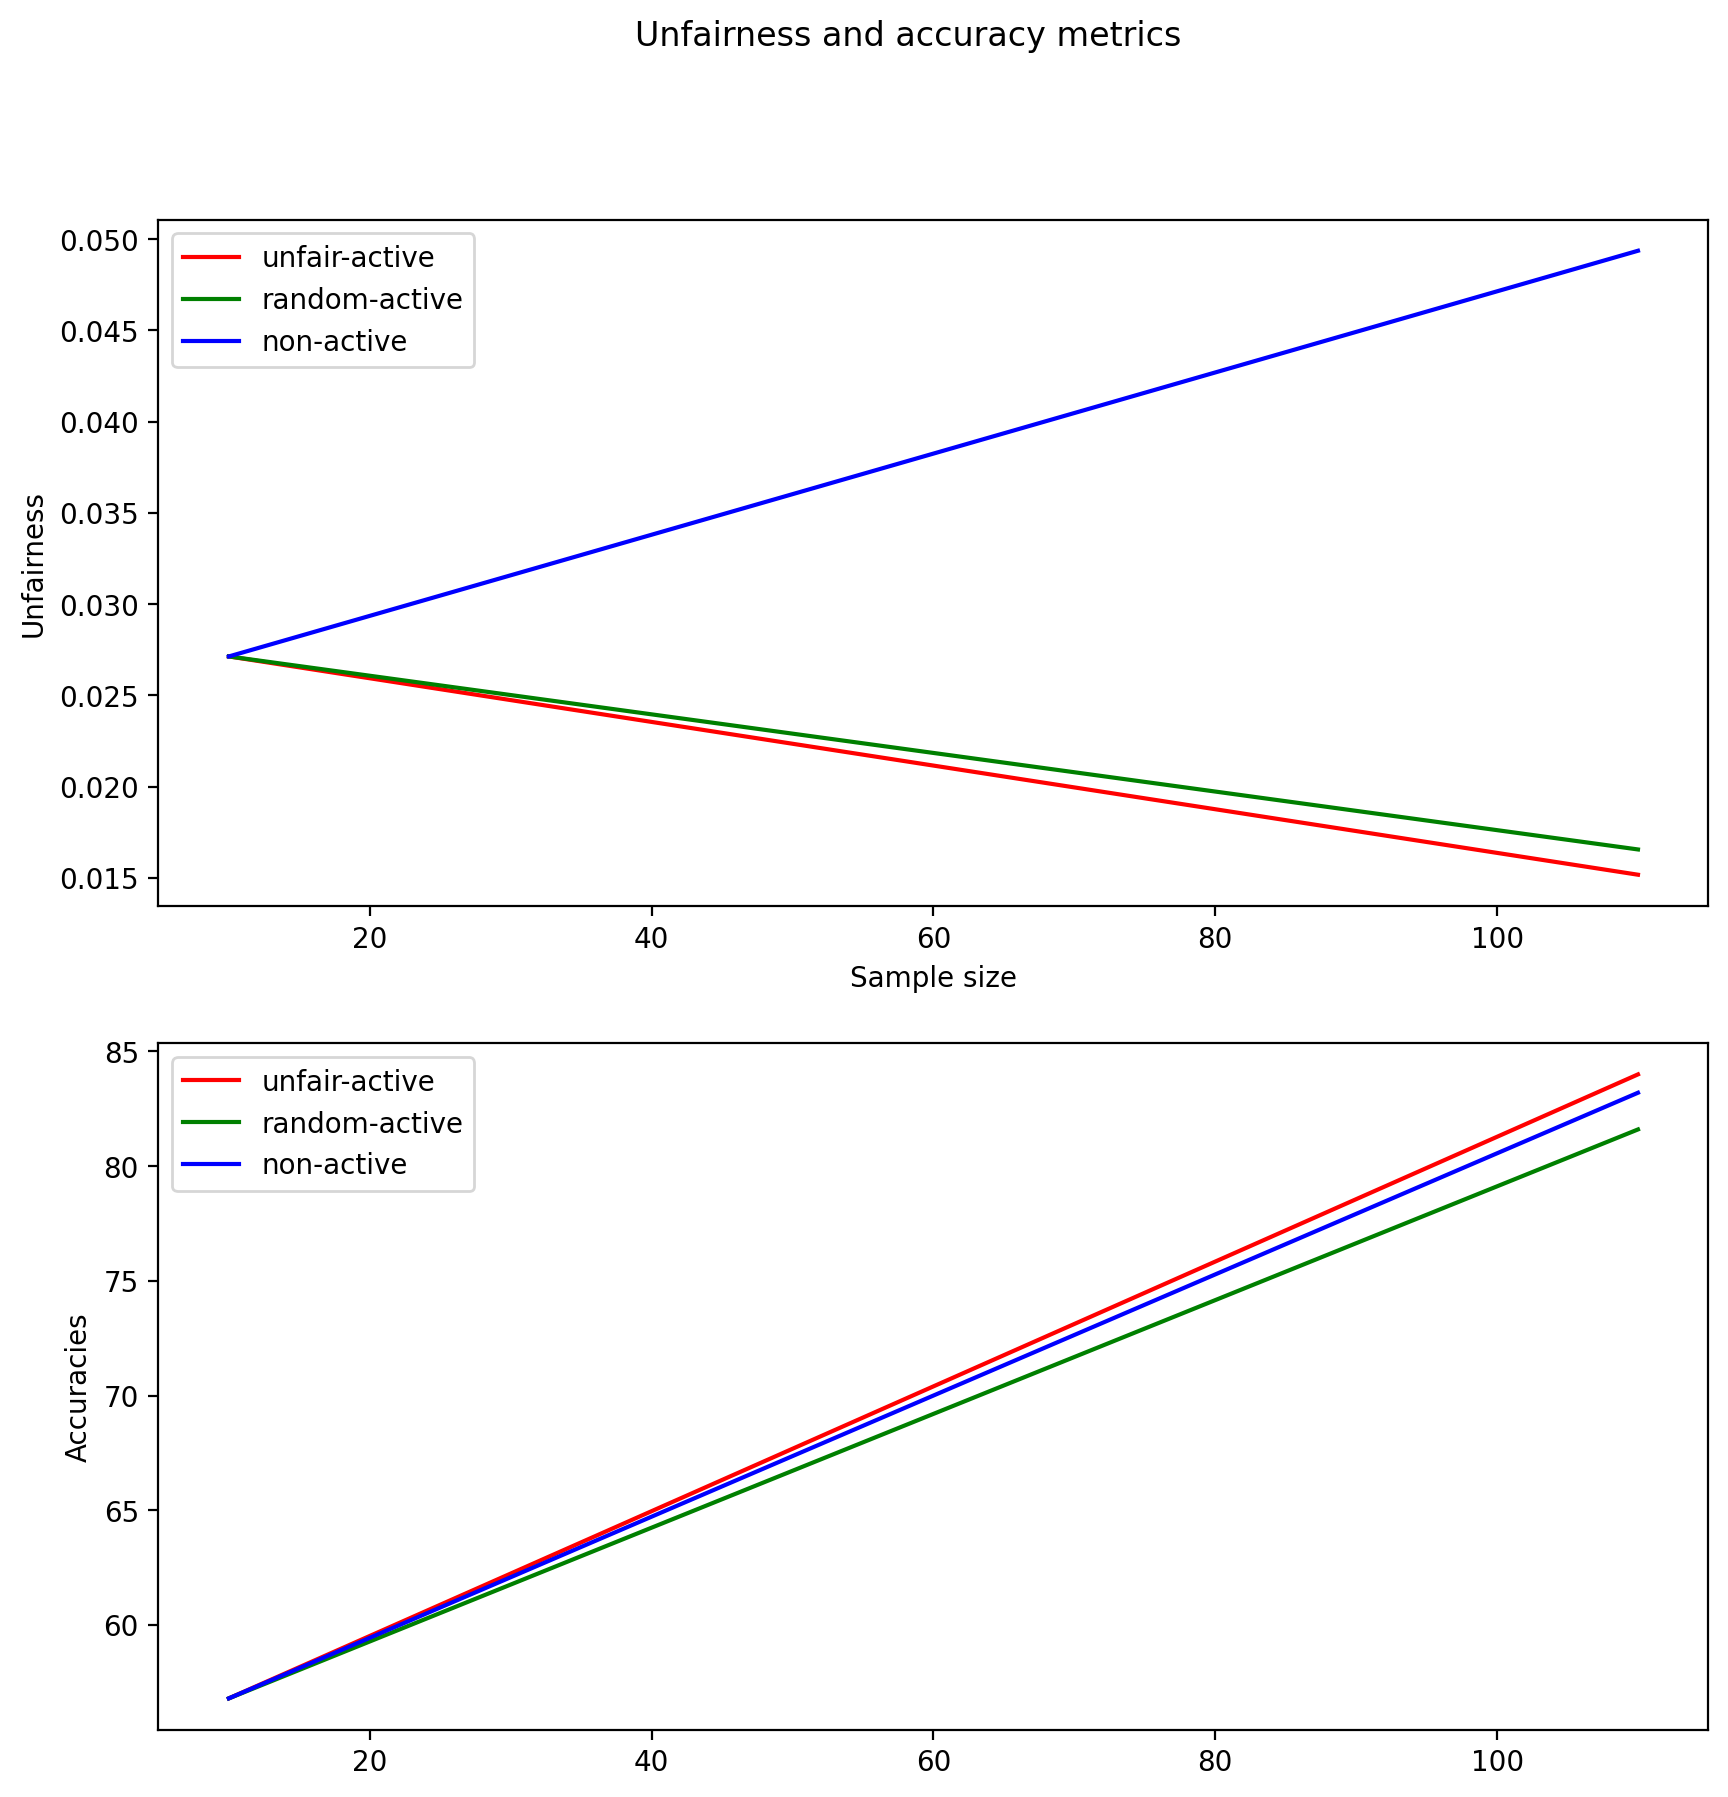 Unfairness and accuracy metrics
unfair-active
random-active
non-active
0.050
0.045
0.040
0.035
0.030
0.025
0.020
0.015
Unfairness
20 40 60 80 100
Sample size
unfair-active
random-active
non-active
85
80
75
70
65
60
Accuracies
20 40 60 80 100